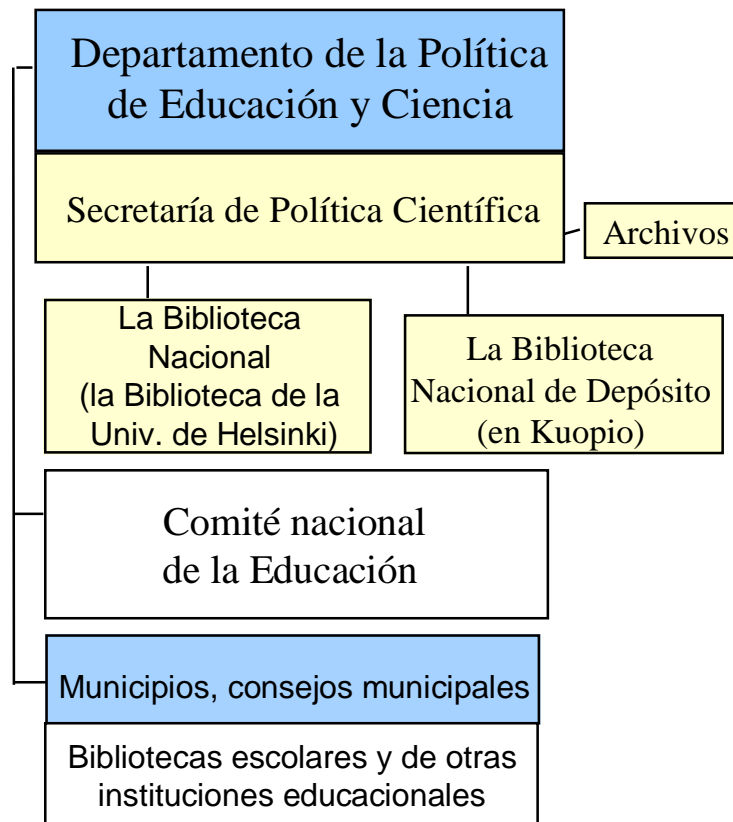 Departamento de la Política
de Educación y Ciencia
Secretaría de Política Científica
Archivos
La Biblioteca
Nacional
(la Biblioteca de la
Univ. de Helsinki)
La Biblioteca
Nacional de Depósito
(en Kuopio)
Comité nacional
de la Educación
Municipios, consejos municipales
Bibliotecas escolares y de otras
instituciones educacionales